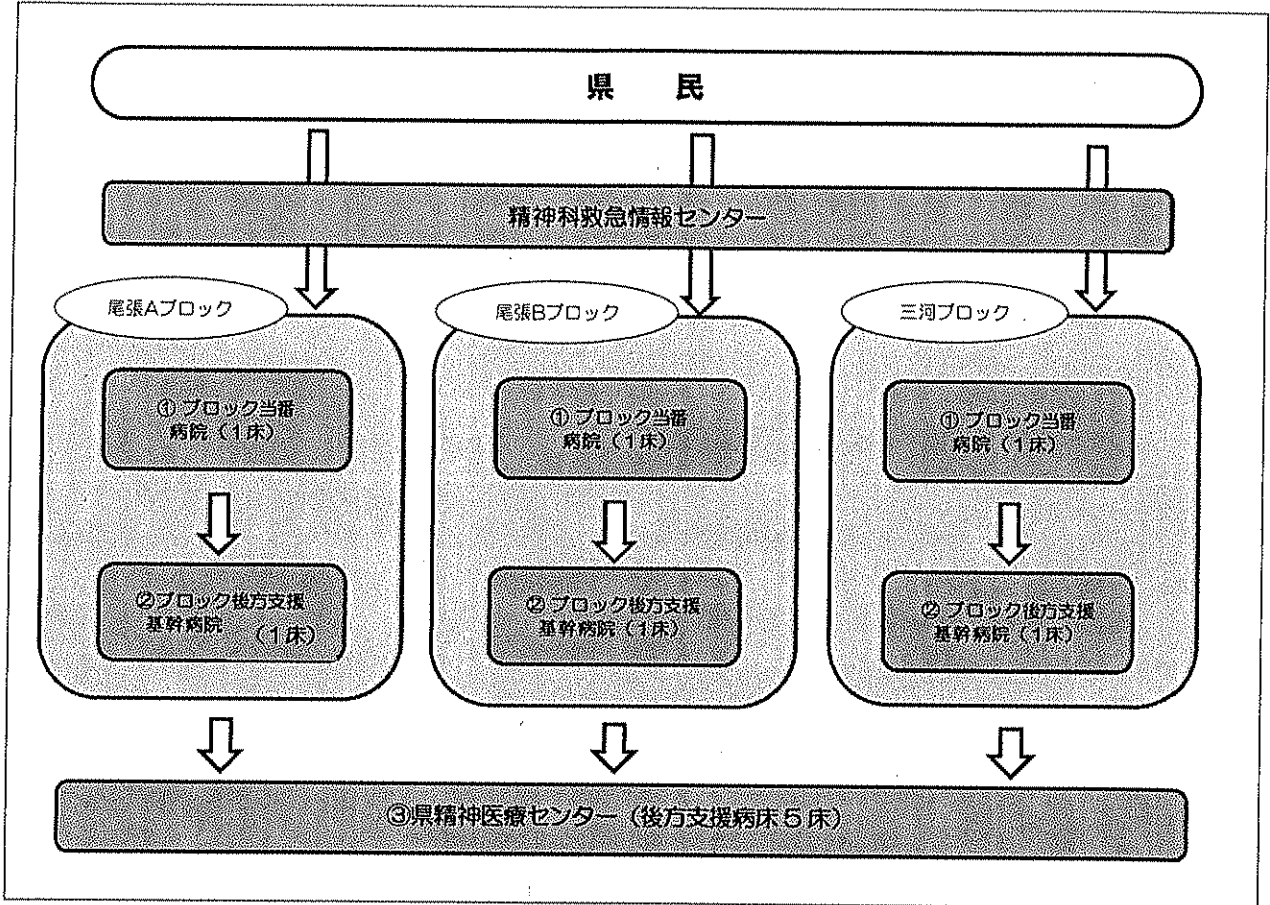 県 民
精神科救急情報センター
尾張Aブロック
尾張Bブロック
三河ブロック
① ブロック当番
病院（1床）
① ブロック当番
病院（1床）
① ブロック当番
病院（1床）
②ブロック後方支援
基幹病院 （1床）
② ブロック後方支援
基幹病院（1床）
② ブロック後方支援
基幹病院（1床）
③県精神医療センター（後方支援病床５床）